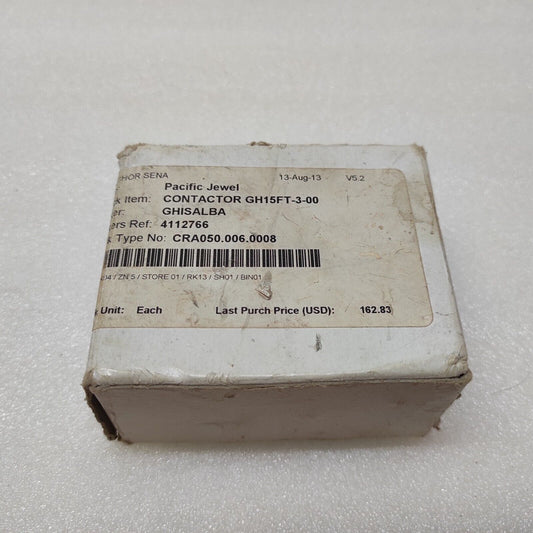 HOR SENA 13-Aug-13 V5.2
Pacific Jewel
k Item: CONTACTOR GH15FT-3-00
er: GHISALBA
ers Ref: 4112766
k Type No: CRA050.006.0008
04 / ZN 5 / STORE 01 / RK13 / SH01 / BIN01
Unit: Each Last Purch Price (USD): 162.83